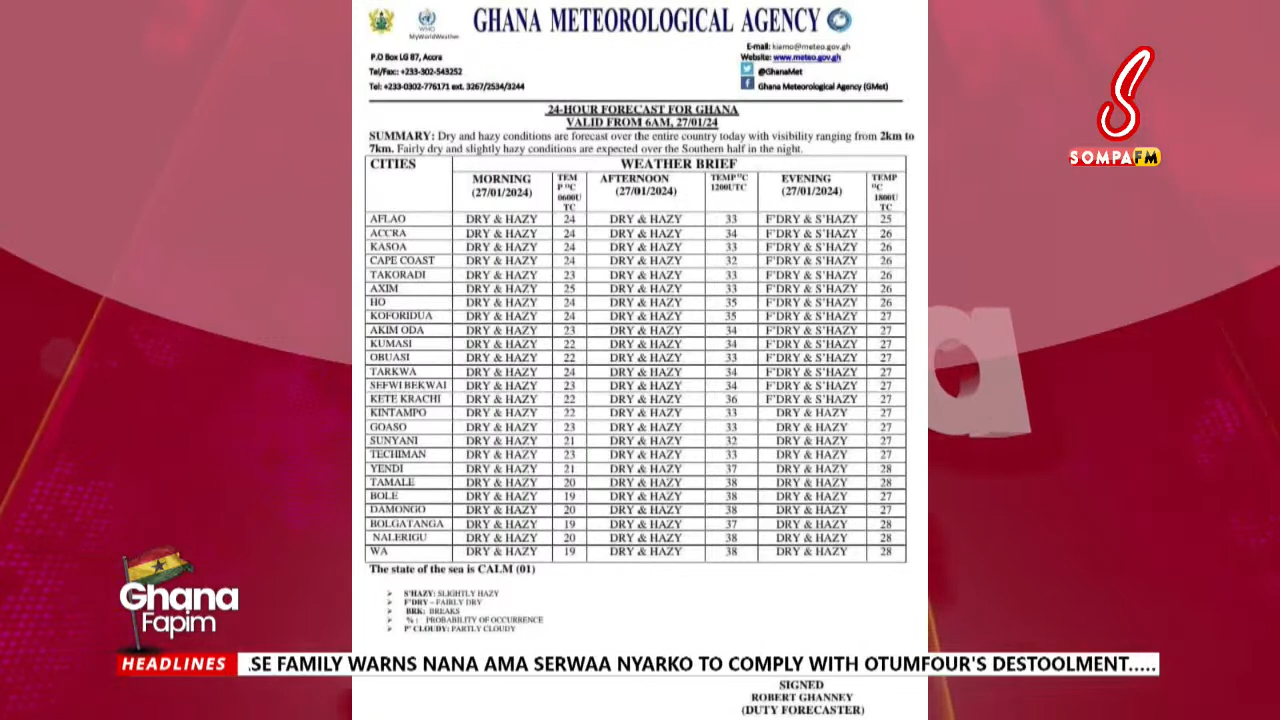 GHANA METEOROLOGICAL AGENCY
WMO
MyWorldWeather
E-mail: kiamo@meteo.gov.gh
P.O Box LG 87, Accra
Website: www.meteo.gov.gh
Tel/Fax: +233-302-543252
@GhanaMet
Tel: +233-0302-776171 ext. 3267/2534/3244
Ghana Meteorological Agency (GMet)
24-HOUR FORECAST FOR GHANA
VALID FROM 6AM, 27/01/24
SUMMARY: Dry and hazy conditions are forecast over the entire country today with visibility ranging from 2km to
7km. Fairly dry and slightly hazy conditions are expected over the Southern half in the night.
CITIES WEATHER BRIEF
MORNING (27/01/2024) TEMP °C 0600UTC AFTERNOON (27/01/2024) TEMP °C 1200UTC EVENING (27/01/2024) TEMP °C 1800UTC
AFLAO DRY & HAZY 24 DRY & HAZY 33 F'DRY & S'HAZY 25
ACCRA DRY & HAZY 24 DRY & HAZY 34 F'DRY & S'HAZY 26
KASOA DRY & HAZY 24 DRY & HAZY 33 F'DRY & S'HAZY 26
CAPE COAST DRY & HAZY 24 DRY & HAZY 32 F'DRY & S'HAZY 26
TAKORADI DRY & HAZY 23 DRY & HAZY 33 F'DRY & S'HAZY 26
AXIM DRY & HAZY 25 DRY & HAZY 33 F'DRY & S'HAZY 26
HO DRY & HAZY 24 DRY & HAZY 35 F'DRY & S'HAZY 26
KOFORIDUA DRY & HAZY 24 DRY & HAZY 35 F'DRY & S'HAZY 27
AKIM ODA DRY & HAZY 23 DRY & HAZY 34 F'DRY & S'HAZY 27
KUMASI DRY & HAZY 22 DRY & HAZY 34 F'DRY & S'HAZY 27
OBUASI DRY & HAZY 22 DRY & HAZY 33 F'DRY & S'HAZY 27
TARKWA DRY & HAZY 24 DRY & HAZY 34 F'DRY & S'HAZY 27
SEFWI BEKWAI DRY & HAZY 23 DRY & HAZY 34 F'DRY & S'HAZY 27
KETE KRACHI DRY & HAZY 22 DRY & HAZY 36 F'DRY & S'HAZY 27
KINTAMPO DRY & HAZY 22 DRY & HAZY 33 DRY & HAZY 27
GOASO DRY & HAZY 23 DRY & HAZY 33 DRY & HAZY 27
SUNYANI DRY & HAZY 21 DRY & HAZY 32 DRY & HAZY 27
TECHIMAN DRY & HAZY 23 DRY & HAZY 33 DRY & HAZY 27
YENDI DRY & HAZY 21 DRY & HAZY 37 DRY & HAZY 28
TAMALE DRY & HAZY 20 DRY & HAZY 38 DRY & HAZY 28
BOLE DRY & HAZY 19 DRY & HAZY 38 DRY & HAZY 27
DAMONGO DRY & HAZY 20 DRY & HAZY 38 DRY & HAZY 27
BOLGATANGA DRY & HAZY 19 DRY & HAZY 37 DRY & HAZY 28
NALERIGU DRY & HAZY 20 DRY & HAZY 38 DRY & HAZY 28
WA DRY & HAZY 19 DRY & HAZY 38 DRY & HAZY 28
The state of the sea is CALM (01)
S'HAZY: SLIGHTLY HAZY
F'DRY – FAIRLY DRY
BRK: BREAKS
%: PROBABILITY OF OCCURRENCE
P' CLOUDY: PARTLY CLOUDY
SIGNED
ROBERT GHANNEY
(DUTY FORECASTER)
S
SOMPA FM
a
Ghana
Fapim
HEADLINES .SE FAMILY WARNS NANA AMA SERWAA NYARKO TO COMPLY WITH OTUMFOUR'S DESTOOLMENT.....